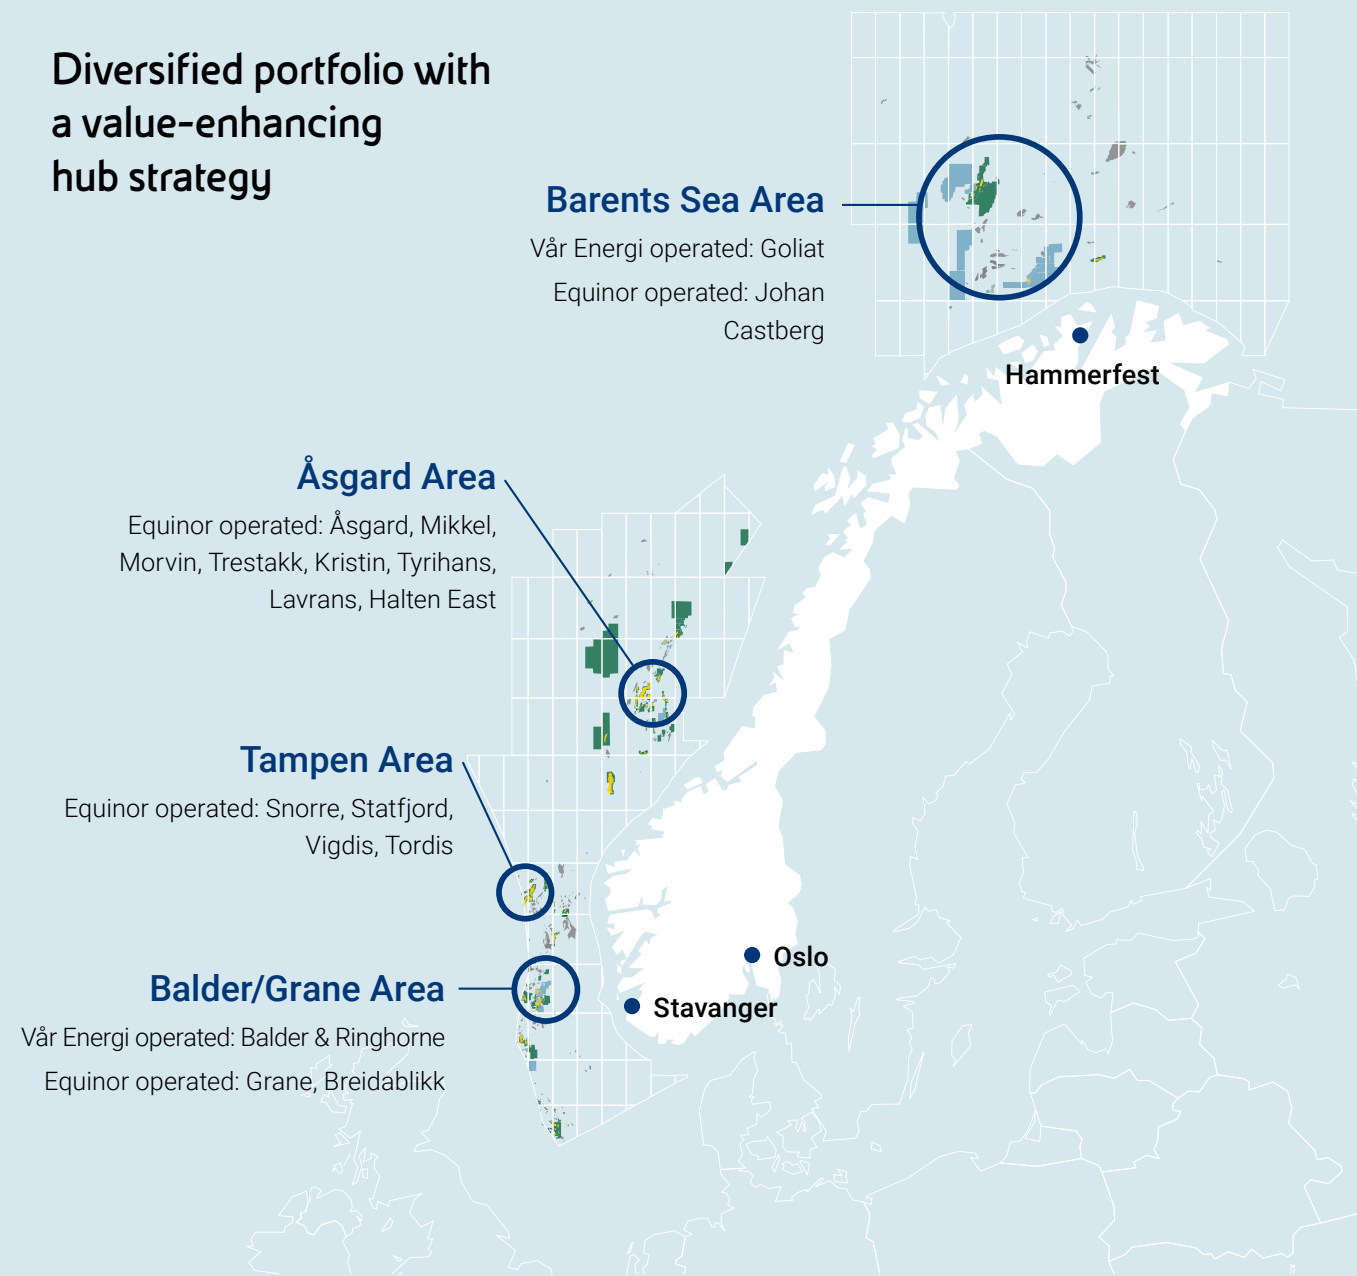 Diversified portfolio with
a value-enhancing
hub strategy
Barents Sea Area
Vår Energi operated: Goliat
Equinor operated: Johan
Castberg
Hammerfest
Åsgard Area
Equinor operated: Åsgard, Mikkel,
Morvin, Trestakk, Kristin, Tyrihans,
Lavrans, Halten East
Tampen Area
Equinor operated: Snorre, Statfjord,
Vigdis, Tordis
Oslo
Balder/Grane Area
Stavanger
Vår Energi operated: Balder & Ringhorne
Equinor operated: Grane, Breidablikk